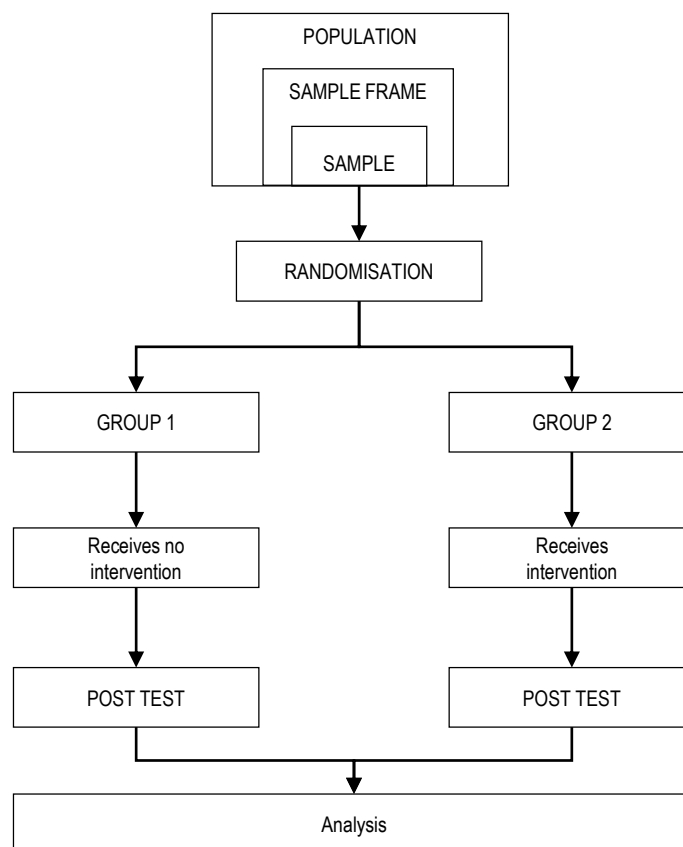 POPULATION
SAMPLE FRAME
SAMPLE
RANDOMISATION
GROUP 1
GROUP 2
Receives no
intervention
Receives
intervention
POST TEST
POST TEST
Analysis